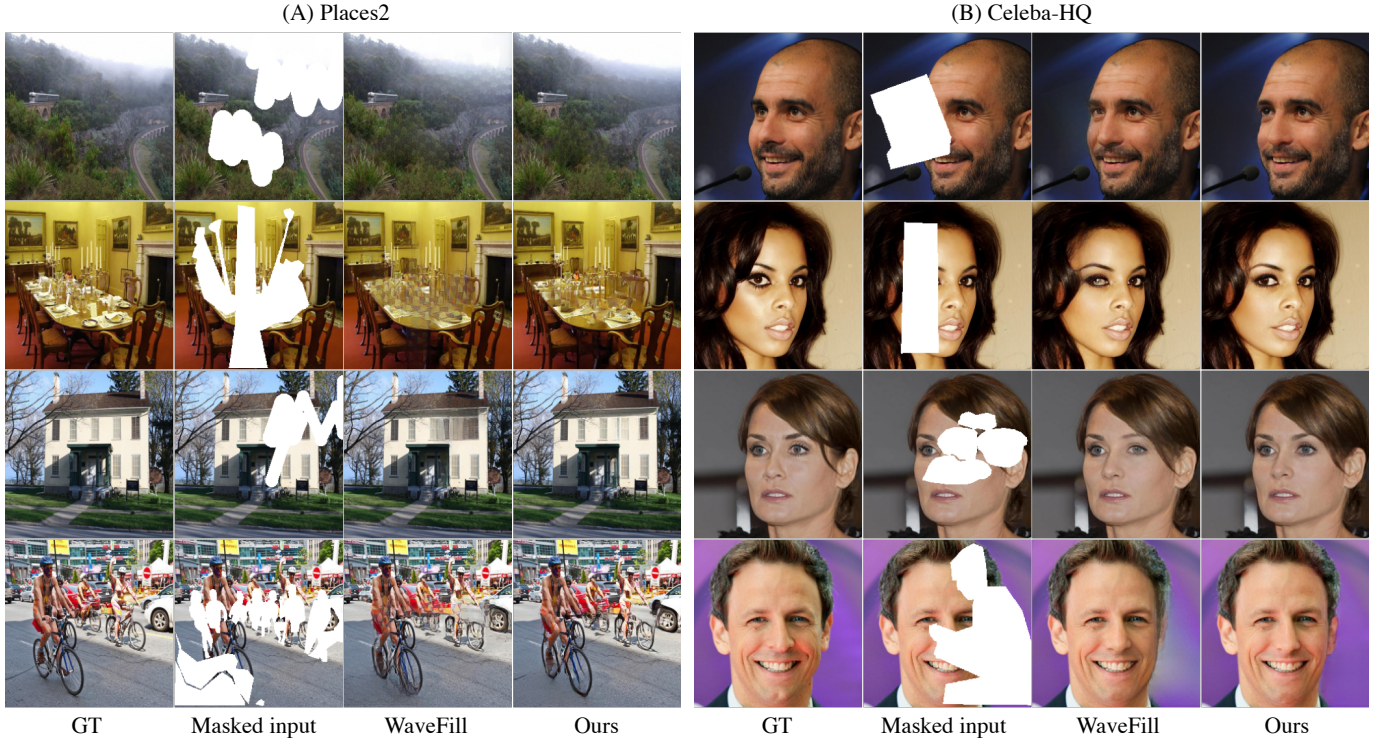 (A) Places2
(B) Celeba-HQ
GT
Masked input
WaveFill
Ours
GT
Masked input
WaveFill
Ours